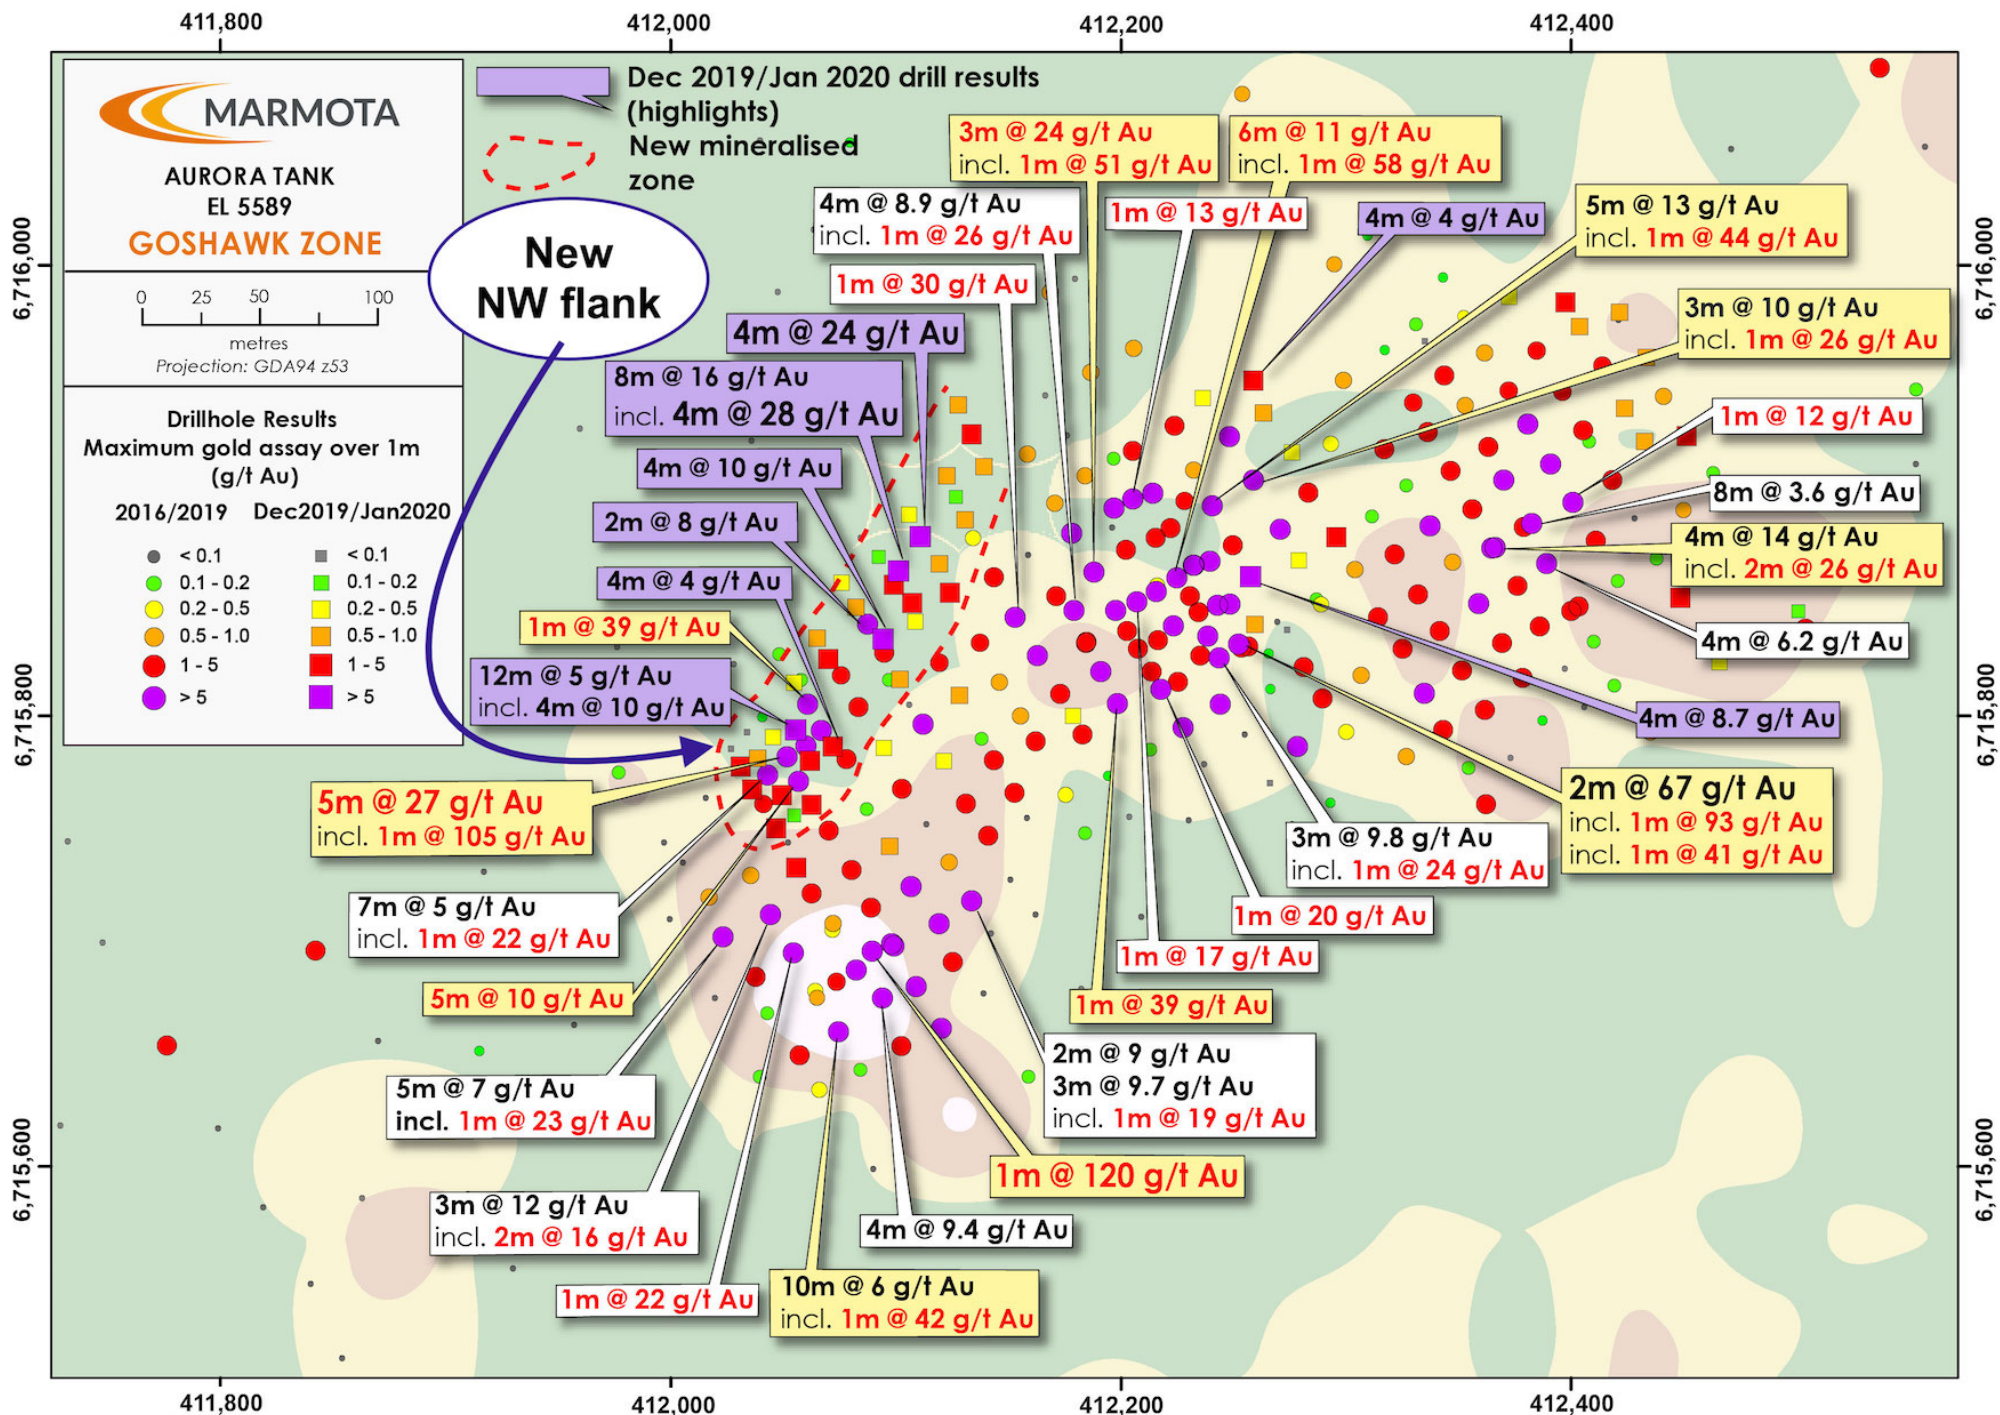 411,800
412,000
412,200
412,400
MARMOTA
AURORA TANK
EL 5589
GOSHAWK ZONE
0 25 50 100
metres
Projection: GDA94 z53
Drillhole Results
Maximum gold assay over 1m
(g/t Au)
2016/2019 Dec2019/Jan2020
< 0.1 < 0.1
0.1 - 0.2 0.1 - 0.2
0.2 - 0.5 0.2 - 0.5
0.5 - 1.0 0.5 - 1.0
1 - 5 1 - 5
> 5 > 5
Dec 2019/Jan 2020 drill results
(highlights)
New mineralised
zone
New
NW flank
3m @ 24 g/t Au
incl. 1m @ 51 g/t Au
6m @ 11 g/t Au
incl. 1m @ 58 g/t Au
4m @ 8.9 g/t Au
incl. 1m @ 26 g/t Au
1m @ 13 g/t Au
4m @ 4 g/t Au
5m @ 13 g/t Au
incl. 1m @ 44 g/t Au
1m @ 30 g/t Au
3m @ 10 g/t Au
incl. 1m @ 26 g/t Au
4m @ 24 g/t Au
8m @ 16 g/t Au
incl. 4m @ 28 g/t Au
1m @ 12 g/t Au
4m @ 10 g/t Au
8m @ 3.6 g/t Au
2m @ 8 g/t Au
4m @ 14 g/t Au
incl. 2m @ 26 g/t Au
4m @ 4 g/t Au
1m @ 39 g/t Au
4m @ 6.2 g/t Au
12m @ 5 g/t Au
incl. 4m @ 10 g/t Au
4m @ 8.7 g/t Au
5m @ 27 g/t Au
incl. 1m @ 105 g/t Au
2m @ 67 g/t Au
incl. 1m @ 93 g/t Au
incl. 1m @ 41 g/t Au
3m @ 9.8 g/t Au
incl. 1m @ 24 g/t Au
7m @ 5 g/t Au
incl. 1m @ 22 g/t Au
1m @ 20 g/t Au
1m @ 17 g/t Au
5m @ 10 g/t Au
1m @ 39 g/t Au
2m @ 9 g/t Au
3m @ 9.7 g/t Au
incl. 1m @ 19 g/t Au
5m @ 7 g/t Au
incl. 1m @ 23 g/t Au
1m @ 120 g/t Au
3m @ 12 g/t Au
incl. 2m @ 16 g/t Au
4m @ 9.4 g/t Au
1m @ 22 g/t Au
10m @ 6 g/t Au
incl. 1m @ 42 g/t Au
6,716,000
6,715,800
6,715,600
6,716,000
6,715,800
6,715,600
411,800
412,000
412,200
412,400